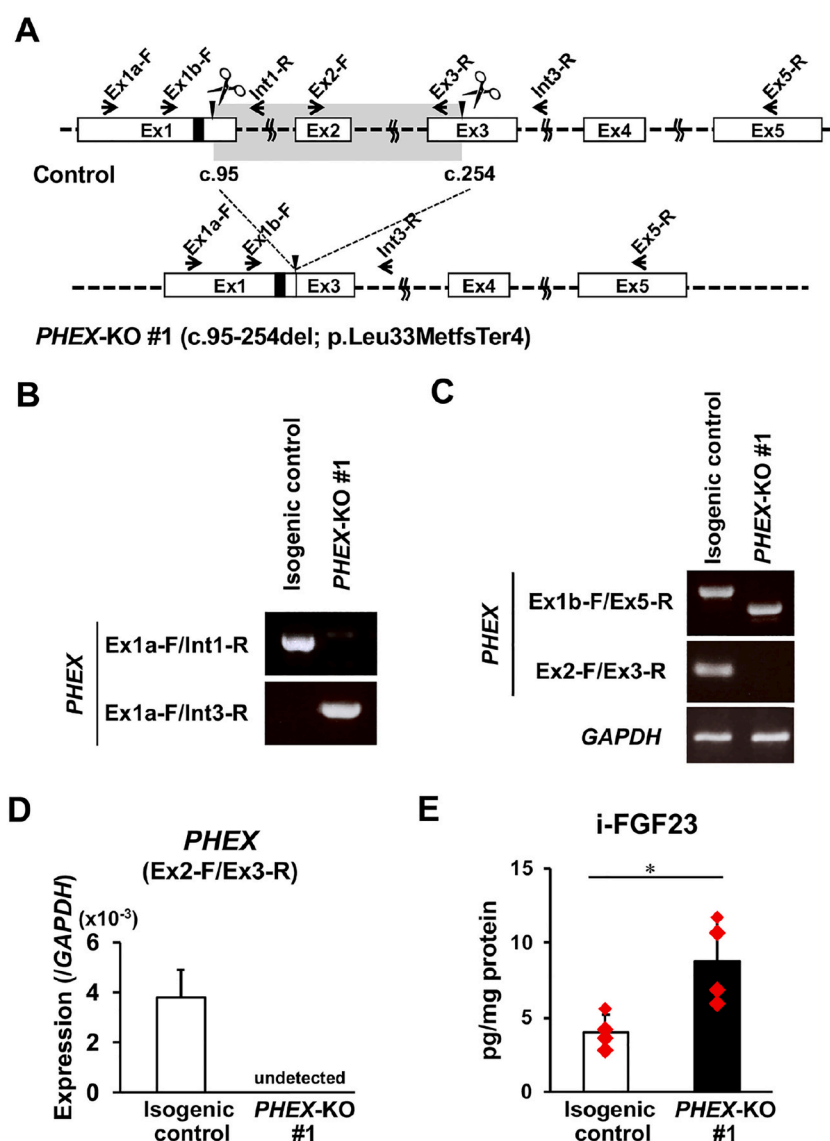 A
Ex1a-F Ex1b-F Int1-R Ex2-F Ex3-R Int3-R Ex5-R
Ex1 Ex2 Ex3 Ex4 Ex5
Control c.95 c.254
Ex1a-F Ex1b-F Int3-R Ex5-R
Ex1 Ex3 Ex4 Ex5
PHEX-KO #1 (c.95-254del; p.Leu33MetfsTer4)
B
Isogenic control
PHEX-KO #1
PHEX
Ex1a-F/Int1-R
Ex1a-F/Int3-R
C
Isogenic control
PHEX-KO #1
PHEX
Ex1b-F/Ex5-R
Ex2-F/Ex3-R
GAPDH
D
PHEX
(Ex2-F/Ex3-R)
Expression (/GAPDH)
(x10-3)
6
4
2
0
undetected
Isogenic control
PHEX-KO #1
E
i-FGF23
pg/mg protein
15
10
5
0
*
Isogenic control
PHEX-KO #1